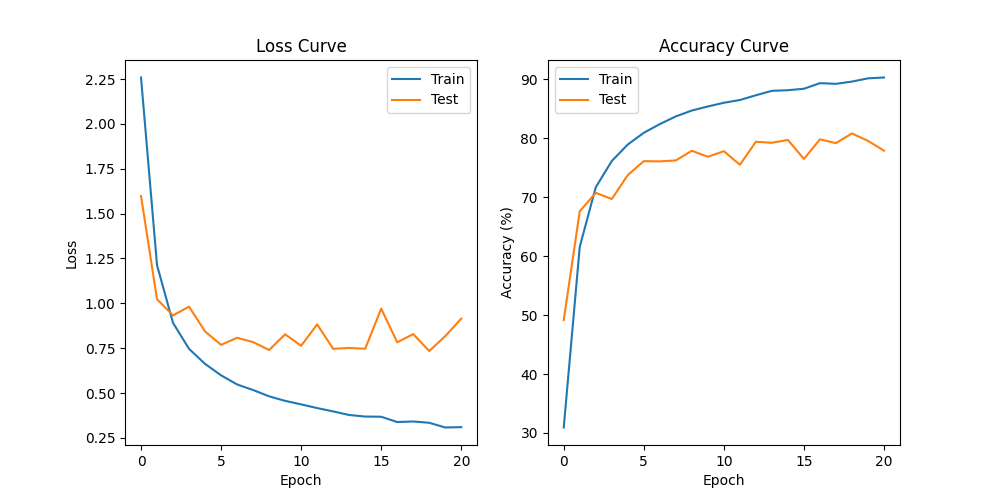 Loss Curve
Train
Test
2.25
2.00
1.75
1.50
1.25
1.00
0.75
0.50
0.25
Loss
0 5 10 15 20
Epoch
Accuracy Curve
Train
Test
90
80
70
60
50
40
30
Accuracy (%)
0 5 10 15 20
Epoch